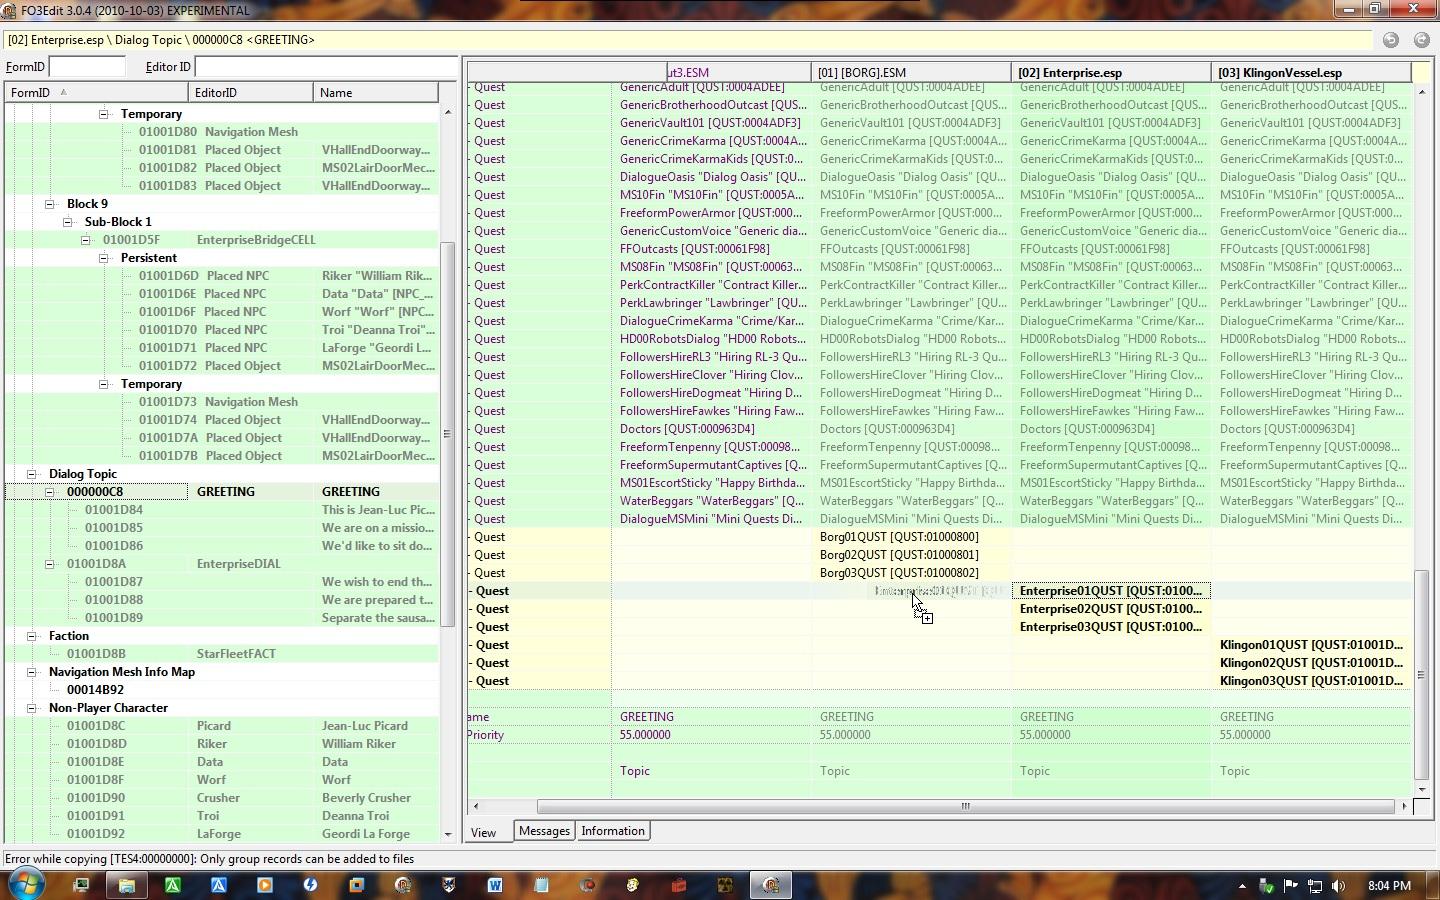 FO3Edit 3.0.4 (2010-10-03) EXPERIMENTAL
[02] Enterprise.esp \ Dialog Topic \ 000000C8 <GREETING>
FormID Editor ID
FormID EditorID Name
Temporary
01001D80 Navigation Mesh
01001D81 Placed Object VHallEndDoorway...
01001D82 Placed Object MS02LairDoorMec...
01001D83 Placed Object VHallEndDoorway...
Block 9
Sub-Block 1
01001D5F EnterpriseBridgeCELL
Persistent
01001D6D Placed NPC Riker "William Rik...
01001D6E Placed NPC Data "Data" [NPC_...
01001D6F Placed NPC Worf "Worf" [NPC...
01001D70 Placed NPC Troi "Deanna Troi"...
01001D71 Placed NPC LaForge "Geordi L...
01001D72 Placed Object MS02LairDoorMec...
Temporary
01001D73 Navigation Mesh
01001D74 Placed Object VHallEndDoorway...
01001D7A Placed Object VHallEndDoorway...
01001D7B Placed Object MS02LairDoorMec...
Dialog Topic
000000C8 GREETING GREETING
01001D84 This is Jean-Luc Pic...
01001D85 We are on a missio...
01001D86 We'd like to sit do...
01001D8A EnterpriseDIAL
01001D87 We wish to end th...
01001D88 We are prepared t...
01001D89 Separate the sausa...
Faction
01001D8B StarFleetFACT
Navigation Mesh Info Map
00014B92
Non-Player Character
01001D8C Picard Jean-Luc Picard
01001D8D Riker William Riker
01001D8E Data Data
01001D8F Worf Worf
01001D90 Crusher Beverly Crusher
01001D91 Troi Deanna Troi
01001D92 LaForge Geordi La Forge
ut3.ESM [01] [BORG].ESM [02] Enterprise.esp [03] KlingonVessel.esp
Quest GenericAdult [QUST:0004ADEE] GenericAdult [QUST:0004ADEE] GenericAdult [QUST:0004ADEE] GenericAdult [QUST:0004ADEE]
Quest GenericBrotherhoodOutcast [QUS... GenericBrotherhoodOutcast [QUS... GenericBrotherhoodOutcast [QUS... GenericBrotherhoodOutcast [QUS...
Quest GenericVault101 [QUST:0004ADF3] GenericVault101 [QUST:0004ADF3] GenericVault101 [QUST:0004ADF3] GenericVault101 [QUST:0004ADF3]
Quest GenericCrimeKarma [QUST:0004A... GenericCrimeKarma [QUST:0004A... GenericCrimeKarma [QUST:0004A... GenericCrimeKarma [QUST:0004A...
Quest GenericCrimeKarmaKids [QUST:0... GenericCrimeKarmaKids [QUST:0... GenericCrimeKarmaKids [QUST:0... GenericCrimeKarmaKids [QUST:0...
Quest DialogueOasis "Dialog Oasis" [QU... DialogueOasis "Dialog Oasis" [QU... DialogueOasis "Dialog Oasis" [QU... DialogueOasis "Dialog Oasis" [QU...
Quest MS10Fin "MS10Fin" [QUST:0005A... MS10Fin "MS10Fin" [QUST:0005A... MS10Fin "MS10Fin" [QUST:0005A... MS10Fin "MS10Fin" [QUST:0005A...
Quest FreeformPowerArmor [QUST:000... FreeformPowerArmor [QUST:000... FreeformPowerArmor [QUST:000... FreeformPowerArmor [QUST:000...
Quest GenericCustomVoice "Generic dia... GenericCustomVoice "Generic dia... GenericCustomVoice "Generic dia... GenericCustomVoice "Generic dia...
Quest FFOutcasts [QUST:00061F98] FFOutcasts [QUST:00061F98] FFOutcasts [QUST:00061F98] FFOutcasts [QUST:00061F98]
Quest MS08Fin "MS08Fin" [QUST:00063... MS08Fin "MS08Fin" [QUST:00063... MS08Fin "MS08Fin" [QUST:00063... MS08Fin "MS08Fin" [QUST:00063...
Quest PerkContractKiller "Contract Killer... PerkContractKiller "Contract Killer... PerkContractKiller "Contract Killer... PerkContractKiller "Contract Killer...
Quest PerkLawbringer "Lawbringer" [QU... PerkLawbringer "Lawbringer" [QU... PerkLawbringer "Lawbringer" [QU... PerkLawbringer "Lawbringer" [QU...
Quest DialogueCrimeKarma "Crime/Kar... DialogueCrimeKarma "Crime/Kar... DialogueCrimeKarma "Crime/Kar... DialogueCrimeKarma "Crime/Kar...
Quest HD00RobotsDialog "HD00 Robots... HD00RobotsDialog "HD00 Robots... HD00RobotsDialog "HD00 Robots... HD00RobotsDialog "HD00 Robots...
Quest FollowersHireRL3 "Hiring RL-3 Qu... FollowersHireRL3 "Hiring RL-3 Qu... FollowersHireRL3 "Hiring RL-3 Qu... FollowersHireRL3 "Hiring RL-3 Qu...
Quest FollowersHireClover "Hiring Clov... FollowersHireClover "Hiring Clov... FollowersHireClover "Hiring Clov... FollowersHireClover "Hiring Clov...
Quest FollowersHireDogmeat "Hiring D... FollowersHireDogmeat "Hiring D... FollowersHireDogmeat "Hiring D... FollowersHireDogmeat "Hiring D...
Quest FollowersHireFawkes "Hiring Faw... FollowersHireFawkes "Hiring Faw... FollowersHireFawkes "Hiring Faw... FollowersHireFawkes "Hiring Faw...
Quest Doctors [QUST:000963D4] Doctors [QUST:000963D4] Doctors [QUST:000963D4] Doctors [QUST:000963D4]
Quest FreeformTenpenny [QUST:00098... FreeformTenpenny [QUST:00098... FreeformTenpenny [QUST:00098... FreeformTenpenny [QUST:00098...
Quest FreeformSupermutantCaptives [Q... FreeformSupermutantCaptives [Q... FreeformSupermutantCaptives [Q... FreeformSupermutantCaptives [Q...
Quest MS01EscortSticky "Happy Birthda... MS01EscortSticky "Happy Birthda... MS01EscortSticky "Happy Birthda... MS01EscortSticky "Happy Birthda...
Quest WaterBeggars "WaterBeggars" [Q... WaterBeggars "WaterBeggars" [Q... WaterBeggars "WaterBeggars" [Q... WaterBeggars "WaterBeggars" [Q...
Quest DialogueMSMini "Mini Quests Di... DialogueMSMini "Mini Quests Di... DialogueMSMini "Mini Quests Di... DialogueMSMini "Mini Quests Di...
Quest Borg01QUST [QUST:01000800]
Quest Borg02QUST [QUST:01000801]
Quest Borg03QUST [QUST:01000802]
Quest Enterprise01QUST [QUST:0100...
Quest Enterprise02QUST [QUST:0100...
Quest Enterprise03QUST [QUST:0100...
Quest Klingon01QUST [QUST:01001D...
Quest Klingon02QUST [QUST:01001D...
Quest Klingon03QUST [QUST:01001D...
ame GREETING GREETING GREETING GREETING
Priority 55.000000 55.000000 55.000000 55.000000
Topic Topic Topic Topic
View Messages Information
Error while copying [TES4:00000000]: Only group records can be added to files
8:04 PM